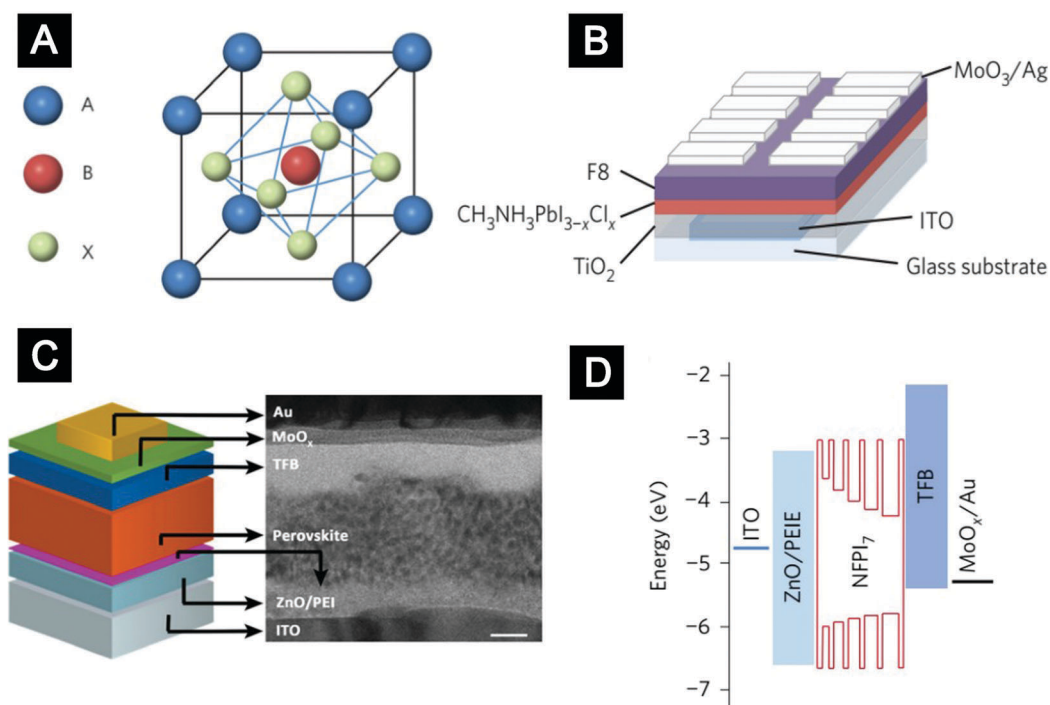 A
A
B
X
B
MoO₃/Ag
F8
CH₃NH₃PbI₃₋ₓClₓ
TiO₂
ITO
Glass substrate
C
Au
MoOₓ
TFB
Perovskite
ZnO/PEI
ITO
D
Energy (eV)
−2
−3
−4
−5
−6
−7
ITO
ZnO/PEIE
NFPI₇
TFB
MoOₓ/Au